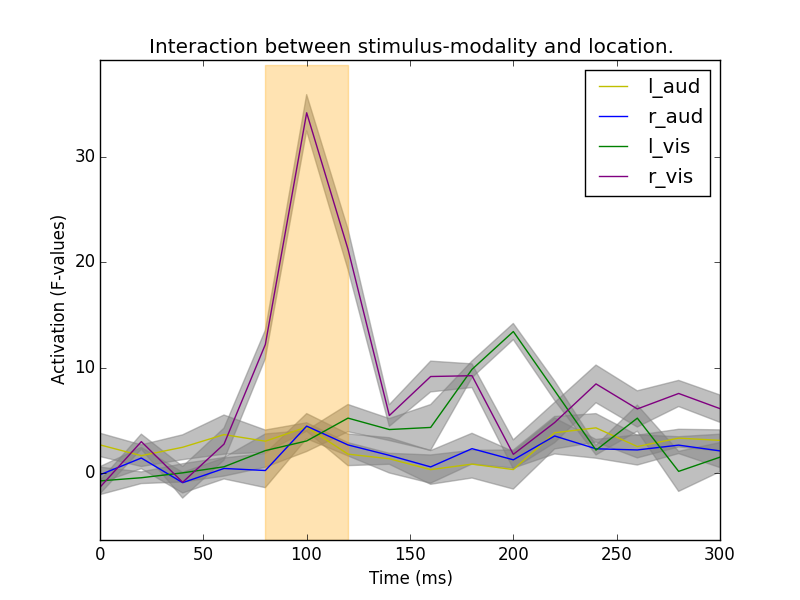 Interaction between stimulus-modality and location.
l_aud
r_aud
l_vis
r_vis
Activation (F-values)
30
20
10
0
0 50 100 150 200 250 300
Time (ms)